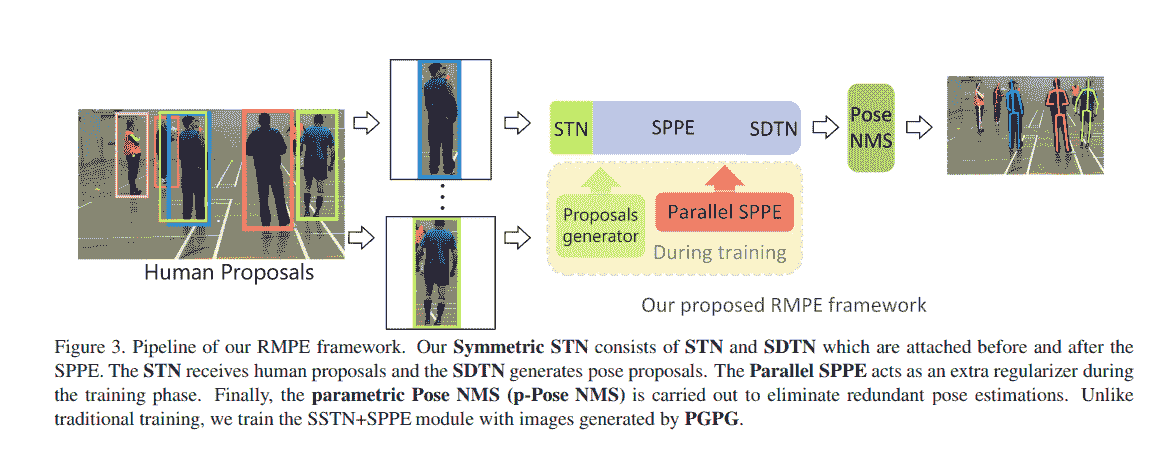 Human Proposals
STN
SPPE
SDTN
Pose
NMS
Proposals
generator
Parallel SPPE
During training
Our proposed RMPE framework
Figure 3. Pipeline of our RMPE framework. Our Symmetric STN consists of STN and SDTN which are attached before and after the
SPPE. The STN receives human proposals and the SDTN generates pose proposals. The Parallel SPPE acts as an extra regularizer during
the training phase. Finally, the parametric Pose NMS (p-Pose NMS) is carried out to eliminate redundant pose estimations. Unlike
traditional training, we train the SSTN+SPPE module with images generated by PGPG.